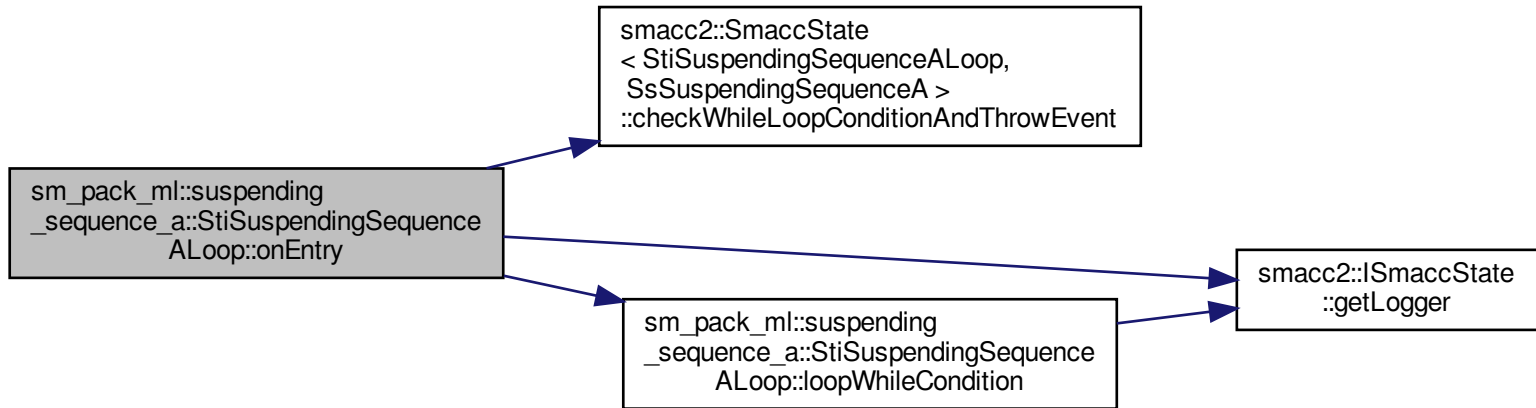 smacc2::SmaccState
< StiSuspendingSequenceALoop,
SsSuspendingSequenceA >
::checkWhileLoopConditionAndThrowEvent
sm_pack_ml::suspending
_sequence_a::StiSuspendingSequence
ALoop::onEntry
smacc2::ISmaccState
::getLogger
sm_pack_ml::suspending
_sequence_a::StiSuspendingSequence
ALoop::loopWhileCondition